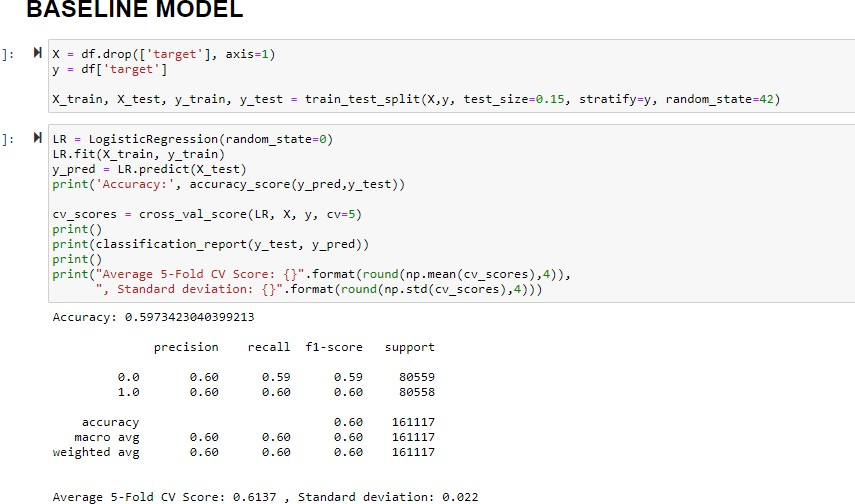 BASELINE MODEL
]: X = df.drop(['target'], axis=1)
y = df['target']
X_train, X_test, y_train, y_test = train_test_split(X,y, test_size=0.15, stratify=y, random_state=42)
]: LR = LogisticRegression(random_state=0)
LR.fit(X_train, y_train)
y_pred = LR.predict(X_test)
print('Accuracy:', accuracy_score(y_pred,y_test))
cv_scores = cross_val_score(LR, X, y, cv=5)
print()
print(classification_report(y_test, y_pred))
print()
print("Average 5-Fold CV Score: {}".format(round(np.mean(cv_scores),4)),
", Standard deviation: {}".format(round(np.std(cv_scores),4)))
Accuracy: 0.5973423040399213
precision recall f1-score support
0.0 0.60 0.59 0.59 80559
1.0 0.60 0.60 0.60 80558
accuracy 0.60 161117
macro avg 0.60 0.60 0.60 161117
weighted avg 0.60 0.60 0.60 161117
Average 5-Fold CV Score: 0.6137 , Standard deviation: 0.022